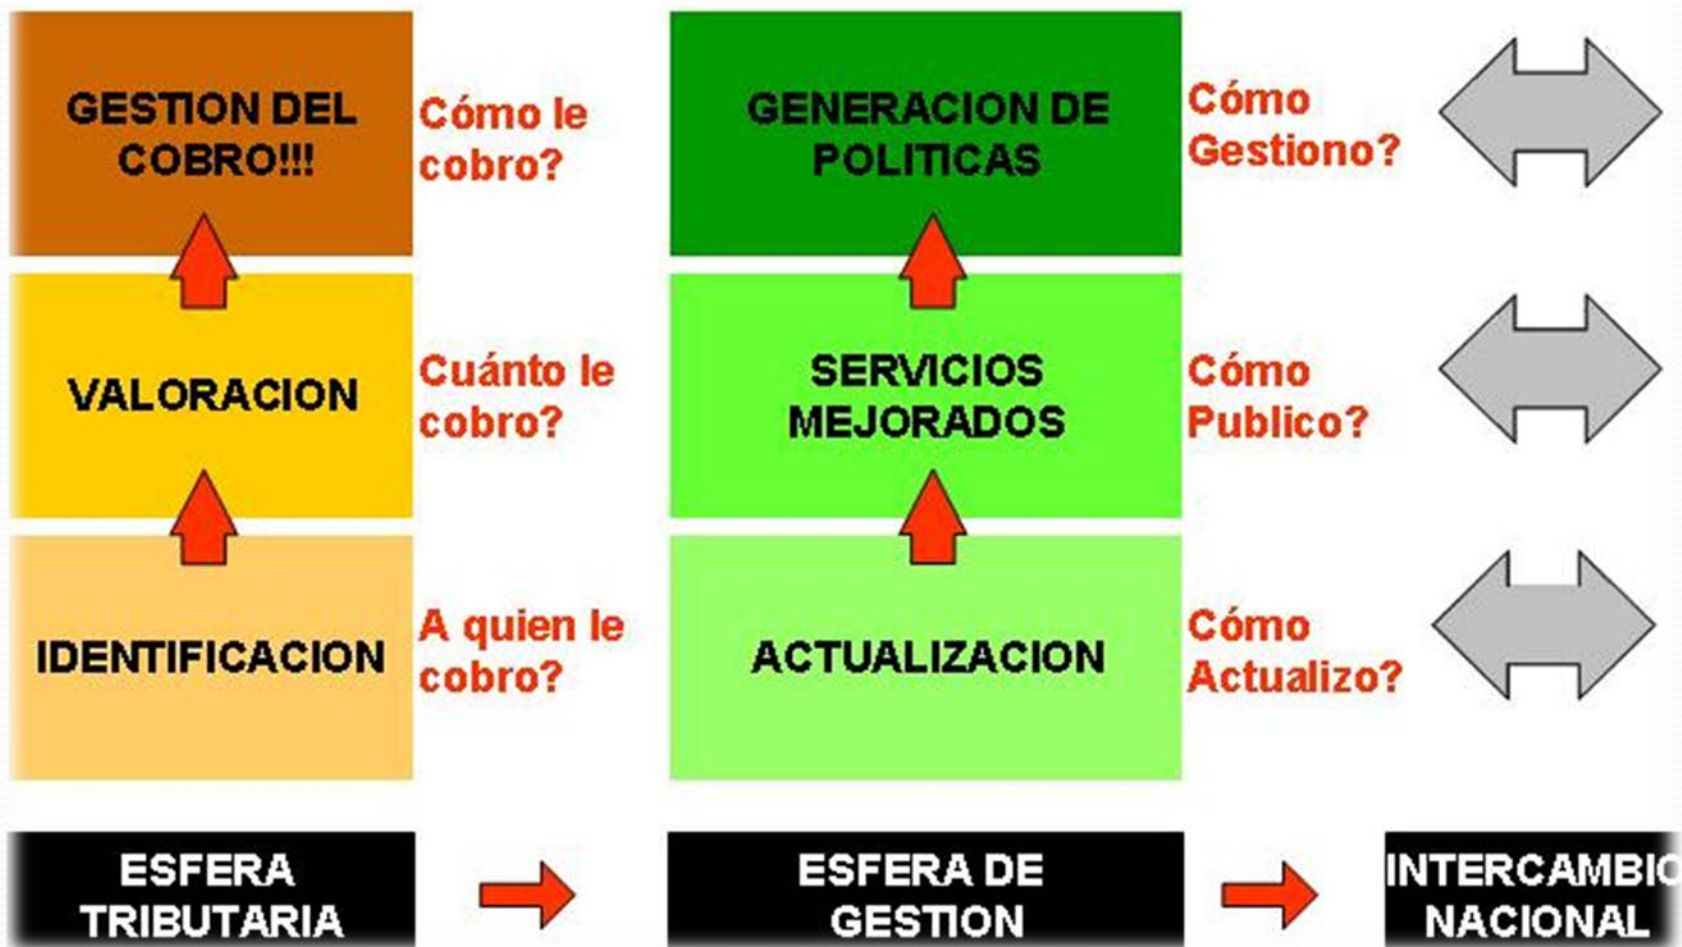 GESTION DEL
COBRO!!!
Cómo le
cobro?
GENERACION DE
POLITICAS
Cómo
Gestiono?
VALORACION
Cuánto le
cobro?
SERVICIOS
MEJORADOS
Cómo
Publico?
IDENTIFICACION
A quien le
cobro?
ACTUALIZACION
Cómo
Actualizo?
ESFERA
TRIBUTARIA
ESFERA DE
GESTION
INTERCAMBIO
NACIONAL